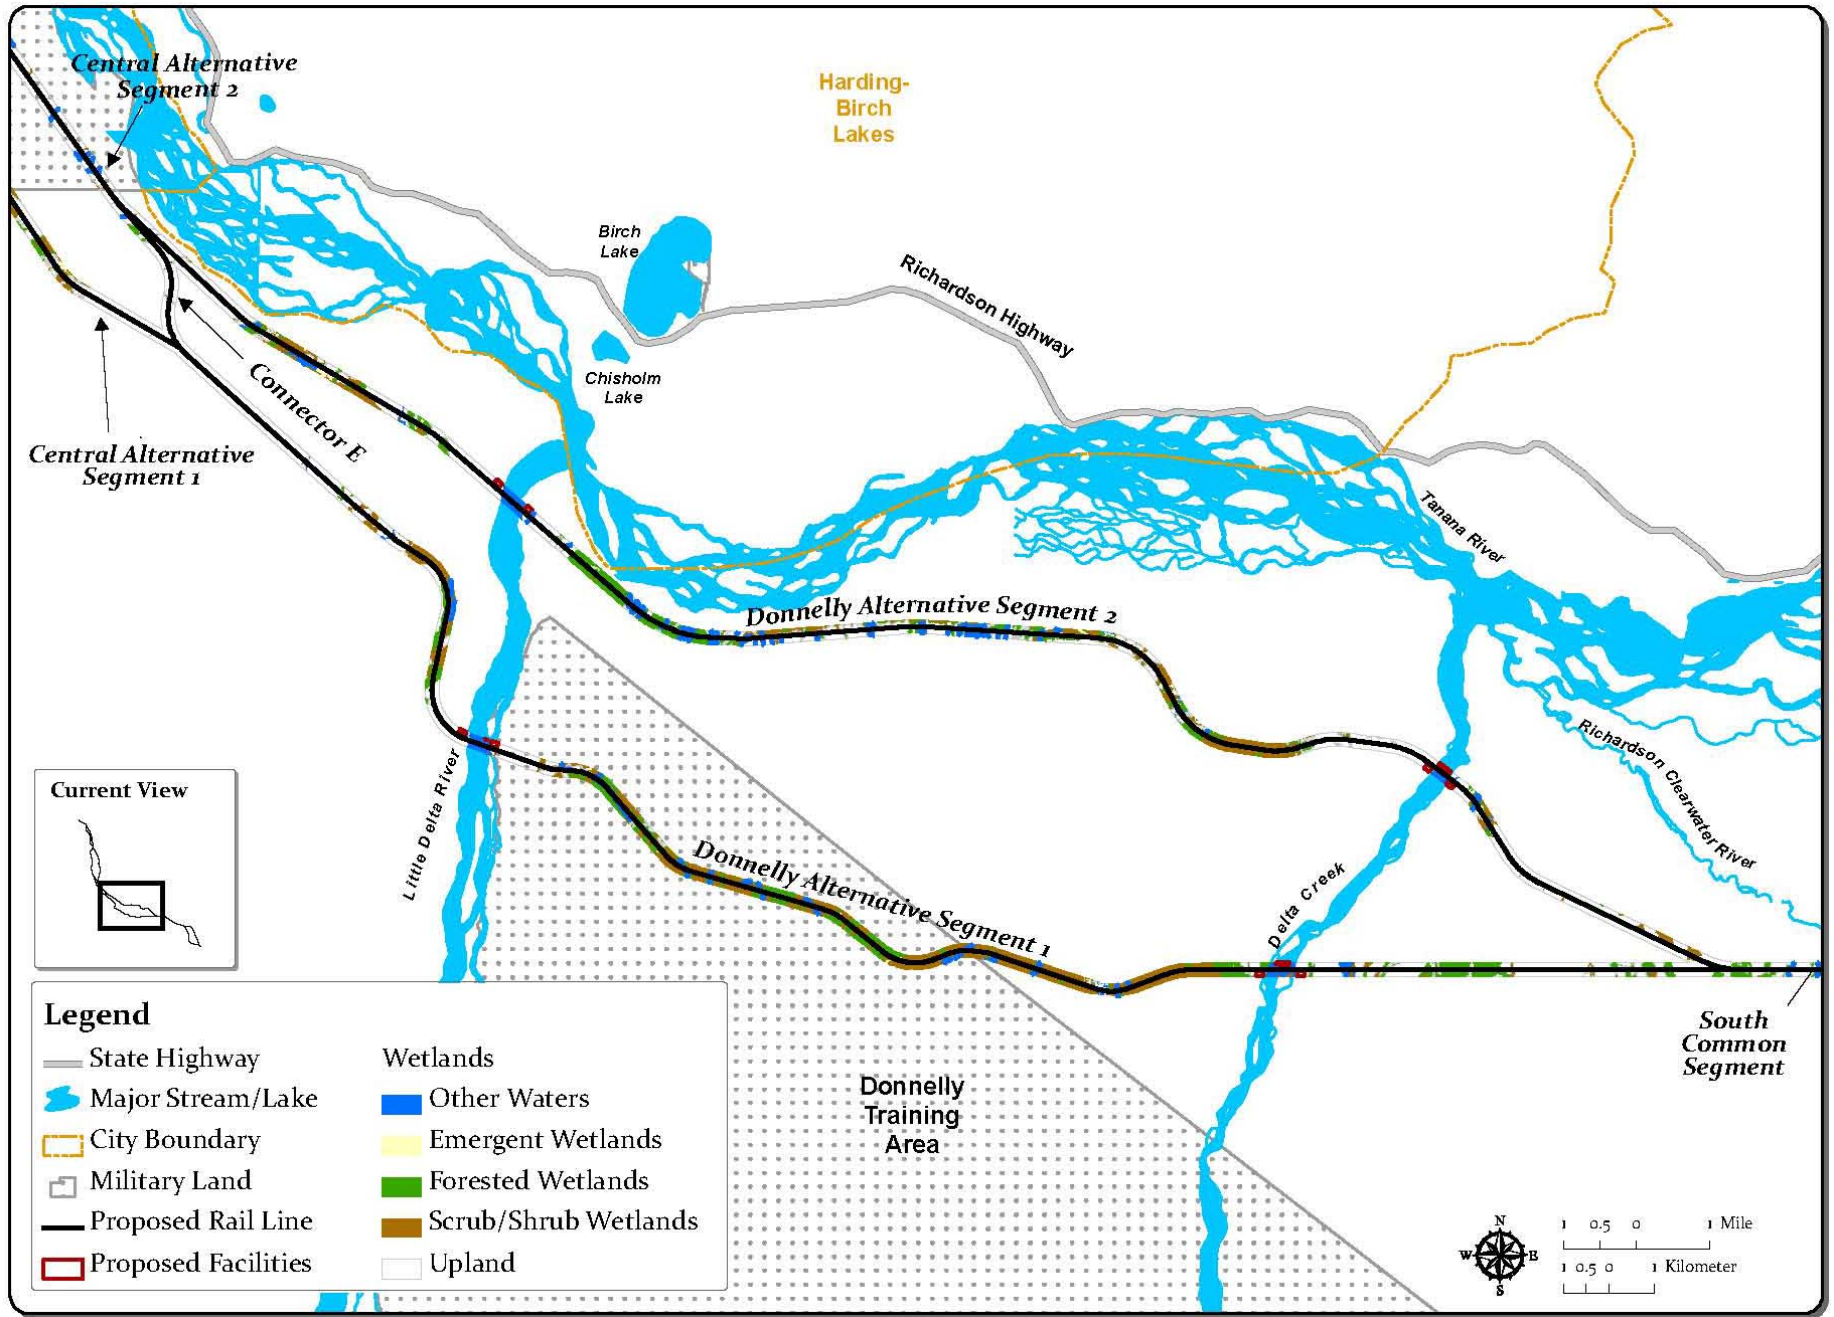 Central Alternative
Segment 2
Harding-
Birch
Lakes
Birch
Lake
Richardson Highway
Chisholm
Lake
Connector E
Central Alternative
Segment 1
Tanana River
Donnelly Alternative Segment 2
Richardson Clearwater River
Little Delta River
Donnelly Alternative Segment 1
Delta Creek
South
Common
Segment
Donnelly
Training
Area
Current View
Legend
State Highway
Major Stream/Lake
City Boundary
Military Land
Proposed Rail Line
Proposed Facilities
Wetlands
Other Waters
Emergent Wetlands
Forested Wetlands
Scrub/Shrub Wetlands
Upland
N
W E
S
1 0.5 0 1 Mile
1 0.5 0 1 Kilometer